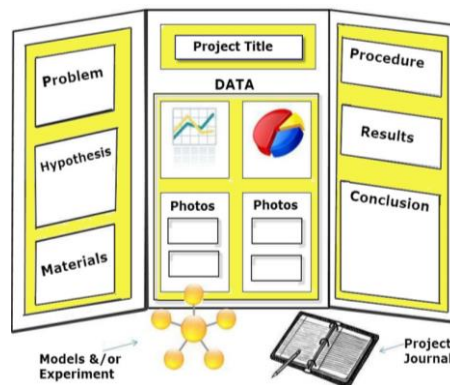 Problem
Hypothesis
Materials
Project Title
DATA
Photos
Photos
Procedure
Results
Conclusion
Models &/or
Experiment
Project
Journal